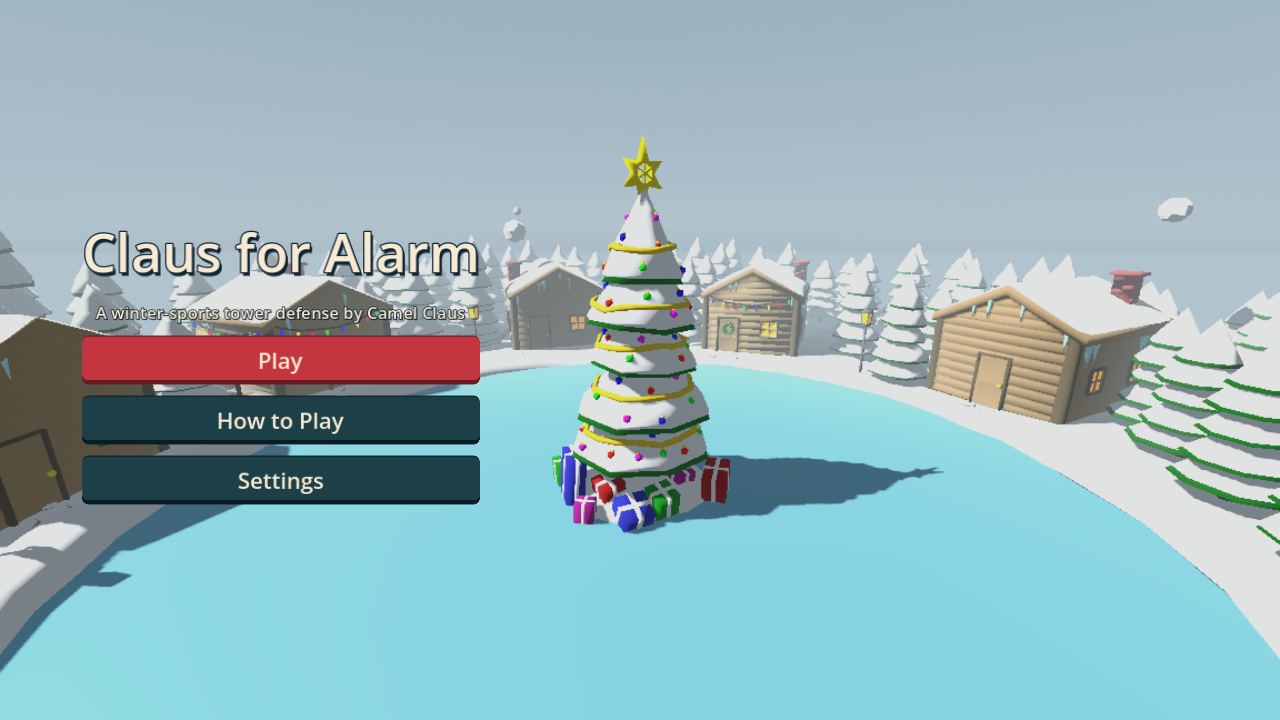 Claus for Alarm
A winter-sports tower defense by Camel Claus
Play
How to Play
Settings